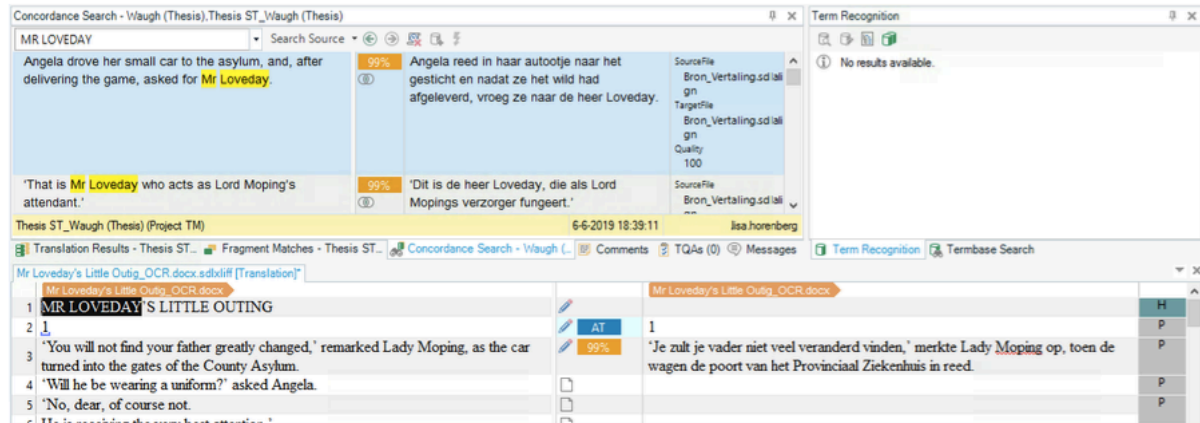 Concordance Search - Waugh (Thesis),Thesis ST_Waugh (Thesis)
Term Recognition
MR LOVEDAY
Search Source
No results available.
Angela drove her small car to the asylum, and, after
delivering the game, asked for Mr Loveday.
99%
Angela reed in haar autootje naar het
gesticht en nadat ze het wild had
afgeleverd, vroeg ze naar de heer Loveday.
SourceFile
Bron_Vertaling.sdlali
gn
TargetFile
Bron_Vertaling.sdlali
gn
Quality
100
'That is Mr Loveday who acts as Lord Moping's
attendant.'
99%
'Dit is de heer Loveday, die als Lord
Mopings verzorger fungeert.'
SourceFile
Bron_Vertaling.sdlali
Thesis ST_Waugh (Thesis) (Project TM)
6-6-2019 18:39:11
lisa.horenberg
Translation Results - Thesis ST...
Fragment Matches - Thesis ST...
Concordance Search - Waugh (...
Comments
TQAs (0)
Messages
Term Recognition
Termbase Search
Mr Loveday's Little Outig_OCR.docx.sdlxliff [Translation]*
Mr Loveday's Little Outig_OCR.docx
Mr Loveday's Little Outig_OCR.docx
1 MR LOVEDAY'S LITTLE OUTING
H
2 1
AT
1
P
3 'You will not find your father greatly changed,' remarked Lady Moping, as the car
turned into the gates of the County Asylum.
99%
'Je zult je vader niet veel veranderd vinden,' merkte Lady Moping op, toen de
wagen de poort van het Provinciaal Ziekenhuis in reed.
P
4 'Will he be wearing a uniform?' asked Angela.
P
5 'No, dear, of course not.
P
He is receiving the very best attention.'